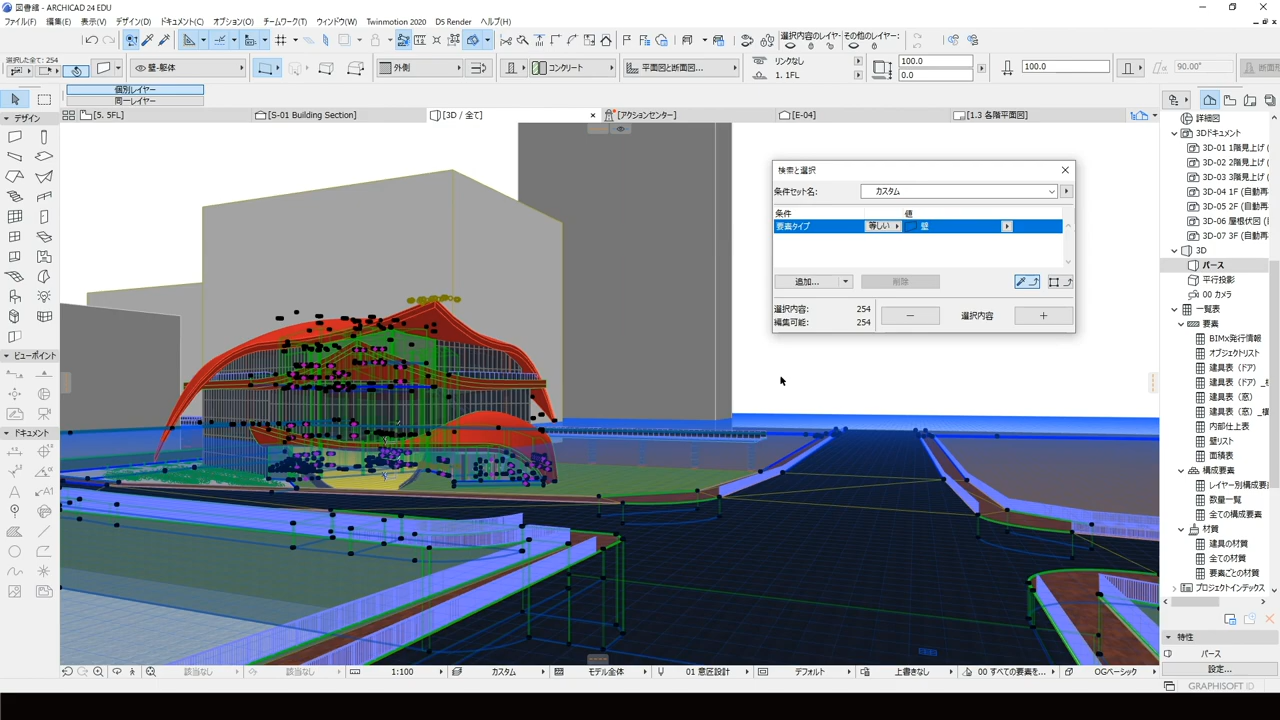 図書館 - ARCHICAD 24 EDU
ファイル(F) 編集(E) 表示(V) デザイン(D) ドキュメント(C) オプション(O) チームワーク(T) ウィンドウ(W) Twinmotion 2020 DS Render ヘルプ(H)
選択内容のレイヤ- その他のレイヤー:
選択した全て: 254
壁-躯体
外側
コンクリート
平面図と断面図...
リンクなし
1. 1FL
100.0
0.0
100.0
90.00°
個別レイヤー
同一レイヤー
デザイン
[5. 5FL]
[S-01 Building Section]
[3D / 全て]
[アクションセンター]
[E-04]
[1.3 各階平面図]
検索と選択
条件セット名:
カスタム
条件 値
要素タイプ 等しい 壁
追加...
削除
選択内容: 254
編集可能: 254
選択内容
ビューポイント
ドキュメント
詳細図
3Dドキュメント
3D-01 1階見上げ (
3D-02 2階見上げ (
3D-03 3階見上げ (
3D-04 1F (自動再
3D-05 2F (自動再
3D-06 屋根伏図 (
3D-07 3F (自動再
3D
パース
平行投影
00 カメラ
一覧表
要素
BIMx発行情報
オブジェクトリスト
建具表 (ドア)
建具表 (ドア) _
建具表 (窓)
建具表 (窓) _
内部仕上表
壁リスト
面積表
構成要素
レイヤー別構成要
数量一覧
全ての構成要素
材質
建具の材質
全ての材質
要素ごとの材質
プロジェクトインデックス
特性
パース
設定...
該当なし
該当なし
1:100
カスタム
モデル全体
01 意匠設計
デフォルト
上書きなし
00 すべての要素を...
OGベーシック
GRAPHISOFT ID